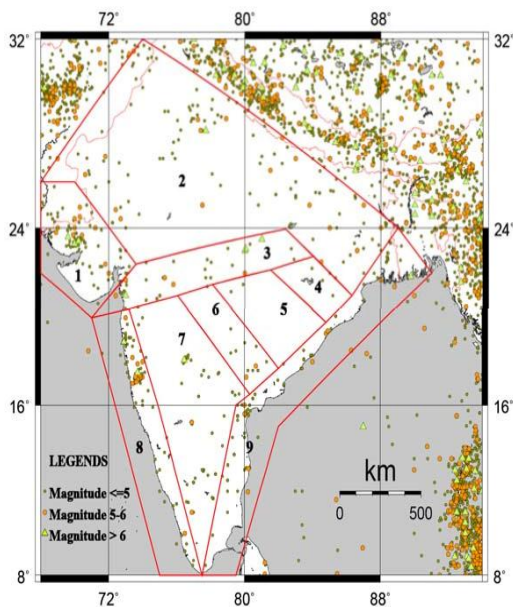 72° 80° 88°
32° 32°
2
24° 24°
3
1 4
6 5
7
16° 16°
8 9
LEGENDS
km
Magnitude <=5
Magnitude 5-6
0 500
Magnitude > 6
8° 8°
72° 80° 88°